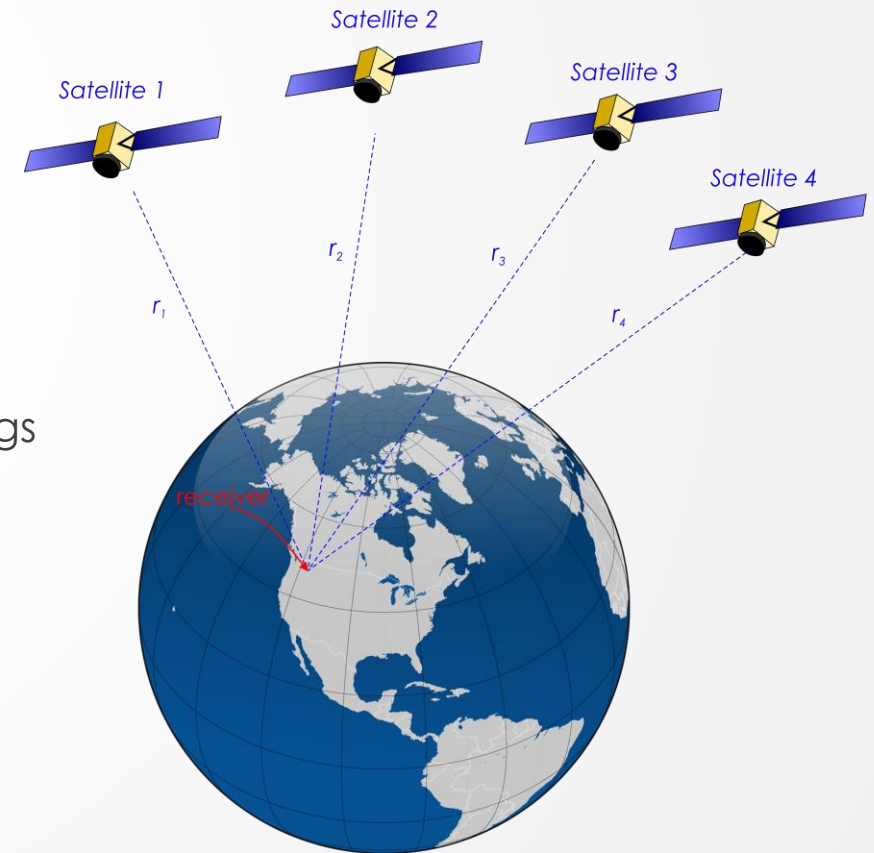 Satellite 2
Satellite 1
Satellite 3
Satellite 4
r₂
r₃
r₁
r₄
gs
receiver